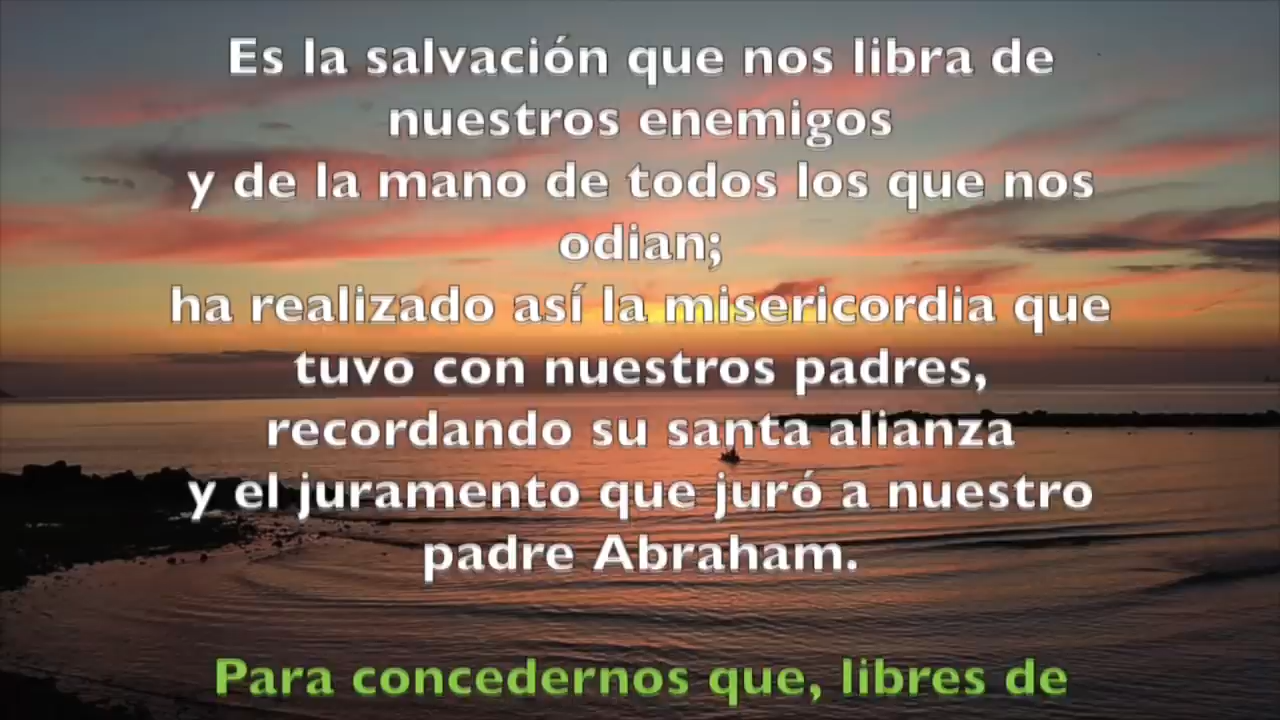 Es la salvación que nos libra de
nuestros enemigos
y de la mano de todos los que nos
odian;
ha realizado así la misericordia que
tuvo con nuestros padres,
recordando su santa alianza
y el juramento que juró a nuestro
padre Abraham.
Para concedernos que, libres de